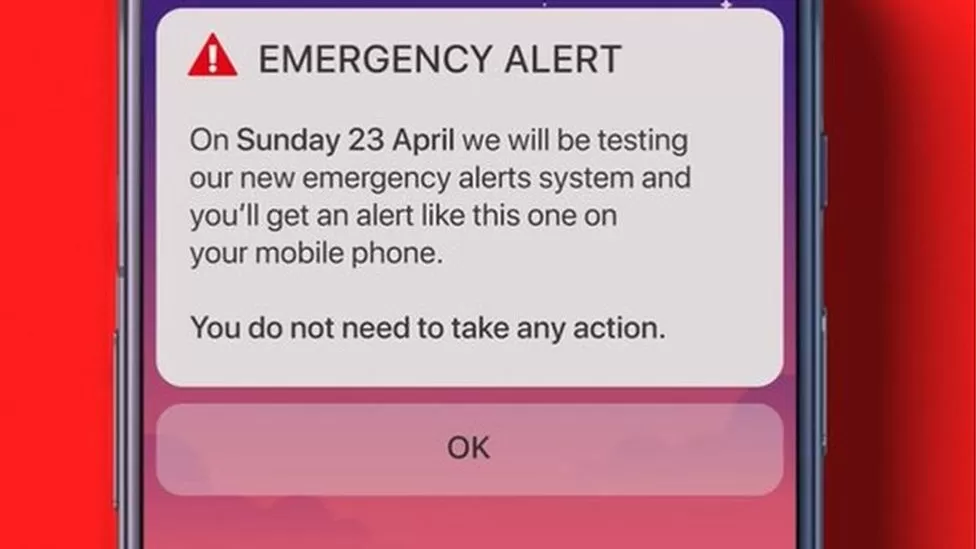 EMERGENCY ALERT
On Sunday 23 April we will be testing
our new emergency alerts system and
you’ll get an alert like this one on
your mobile phone.
You do not need to take any action.
OK